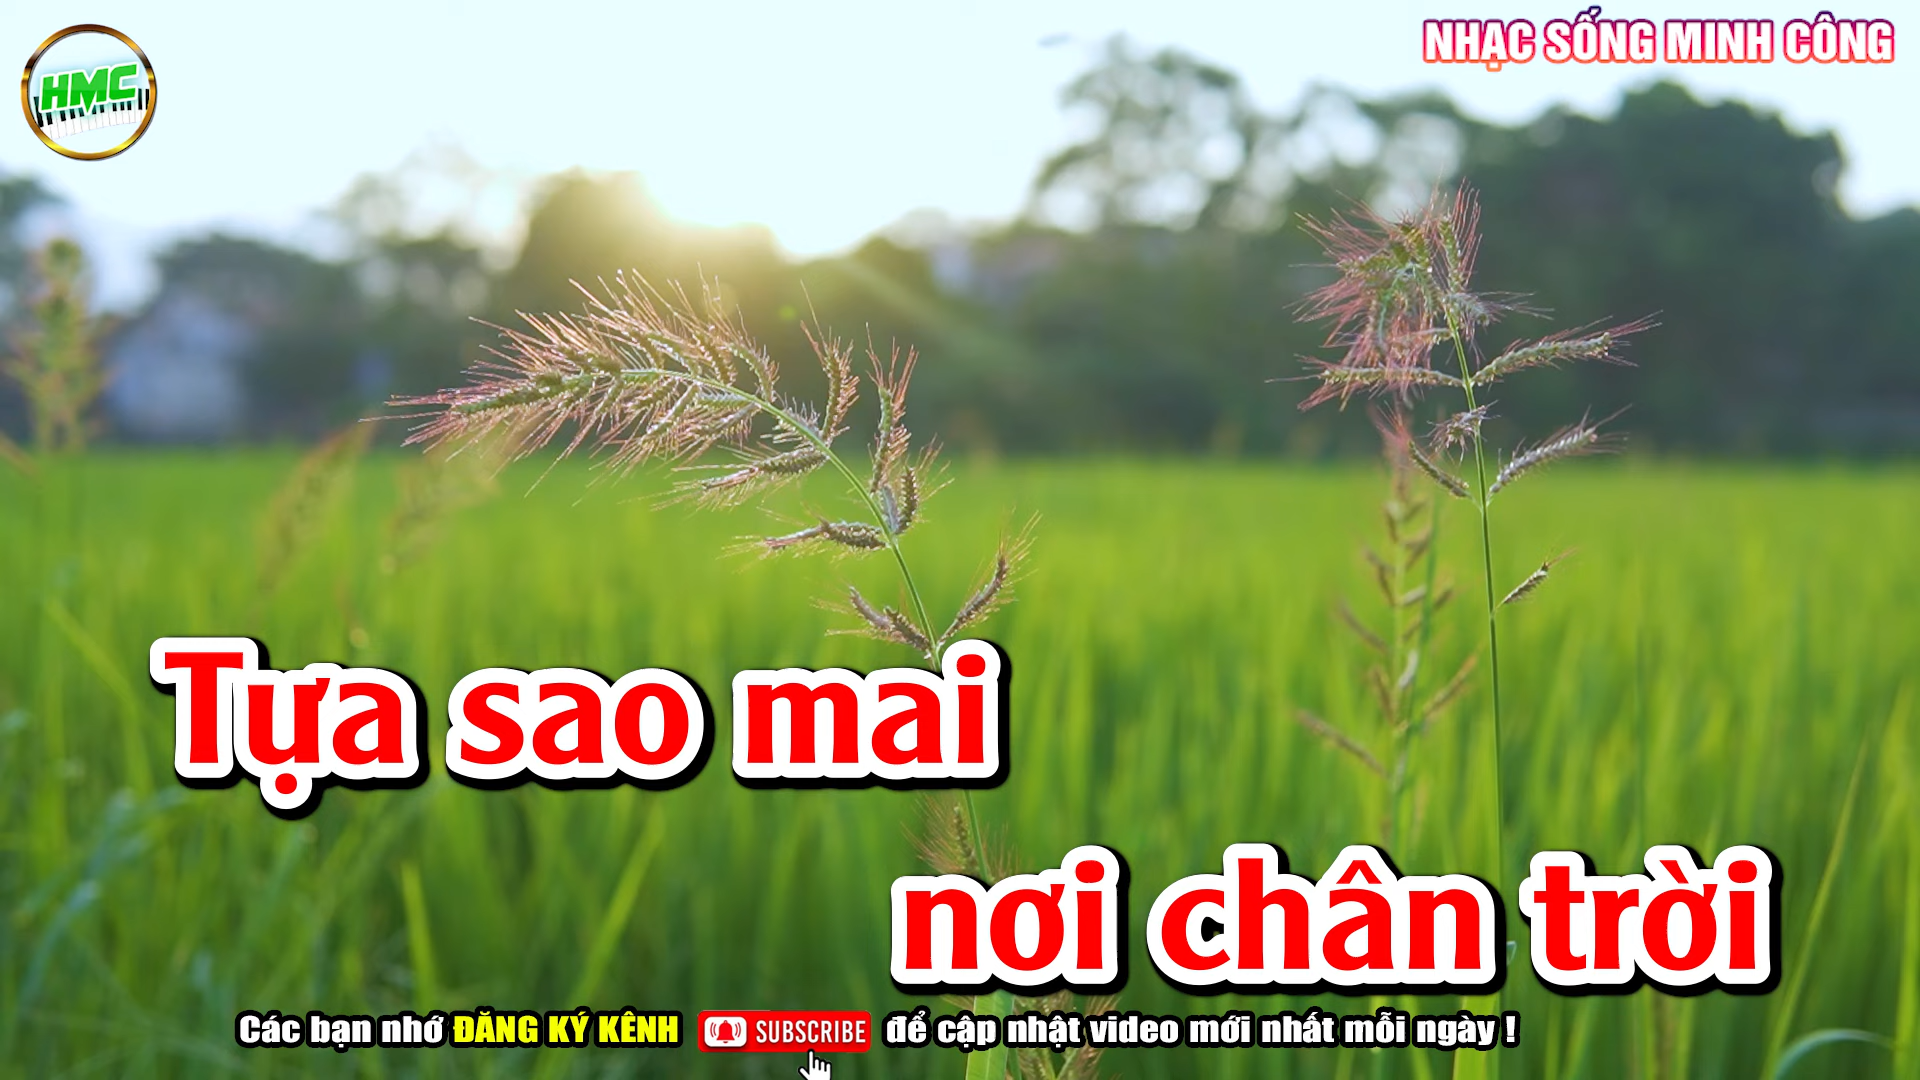 HMC
NHẠC SỐNG MINH CÔNG
Tựa sao mai
nơi chân trời
Các bạn nhớ ĐĂNG KÝ KÊNH SUBSCRIBE để cập nhật video mới nhất mỗi ngày !